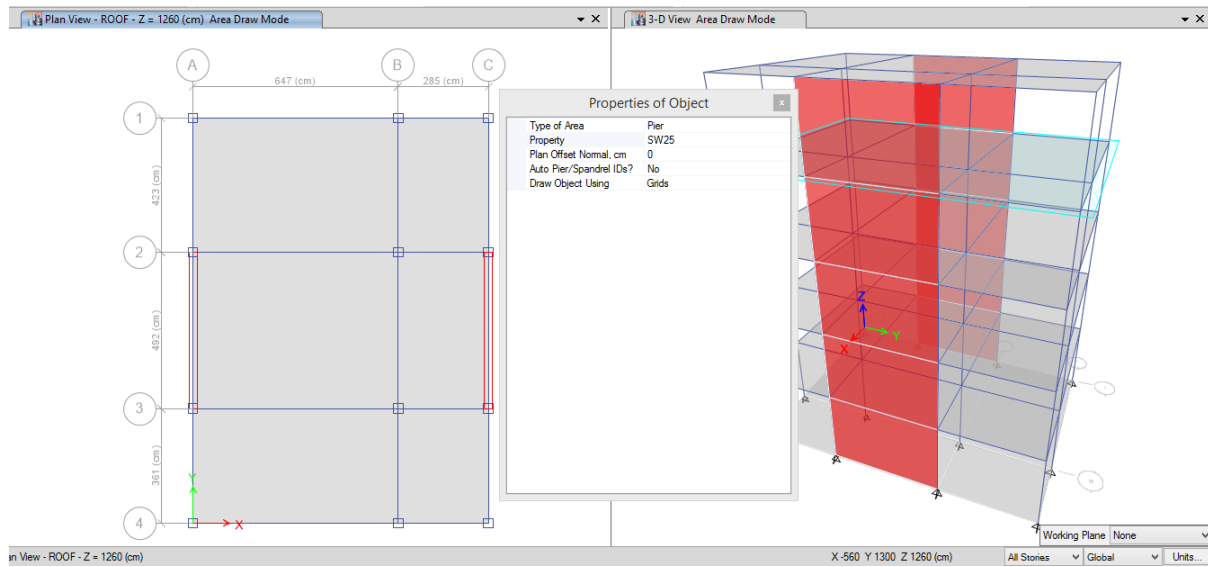 Plan View - ROOF - Z = 1260 (cm) Area Draw Mode
3-D View Area Draw Mode
A
B
C
647 (cm)
285 (cm)
1
423 (cm)
2
492 (cm)
3
361 (cm)
4
Y
X
Properties of Object
Type of Area Pier
Property SW25
Plan Offset Normal, cm 0
Auto Pier/Spandrel IDs? No
Draw Object Using Grids
Z
Y
X
Working Plane None
an View - ROOF - Z = 1260 (cm)
X -560 Y 1300 Z 1260 (cm)
All Stories
Global
Units...